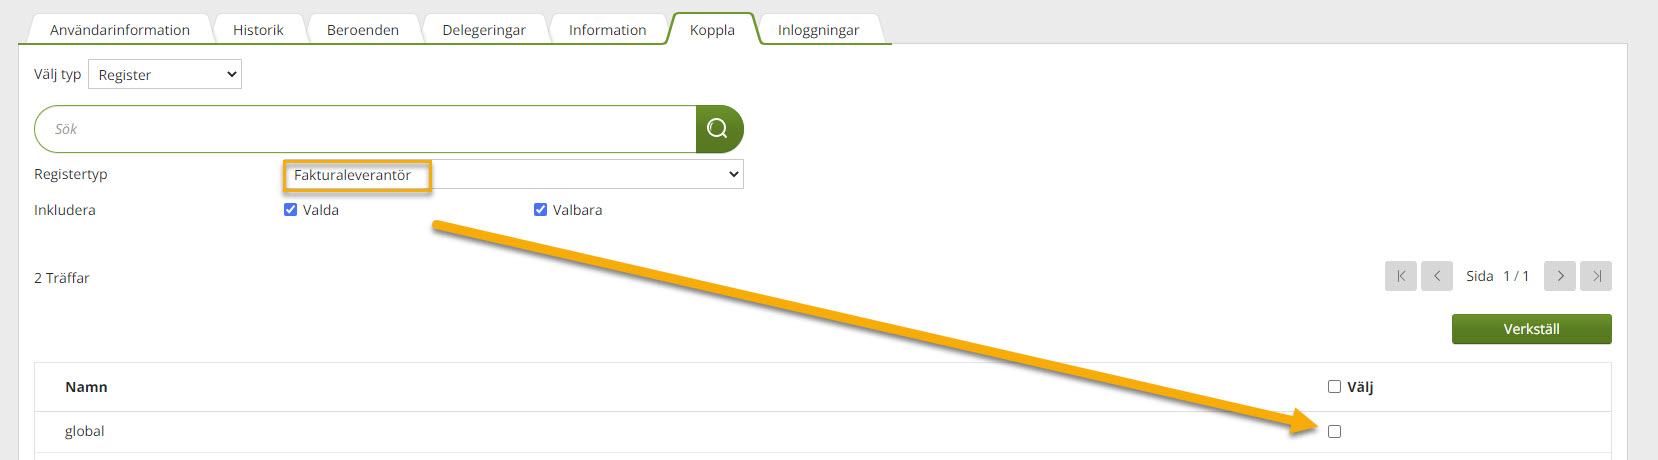 Användarinformation Historik Beroenden Delegeringar Information Koppla Inloggningar
Välj typ Register
Sök
Registertyp Fakturaleverantör
Inkludera Valda Valbara
2 Träffar Sida 1 / 1
Verkställ
Namn Välj
global